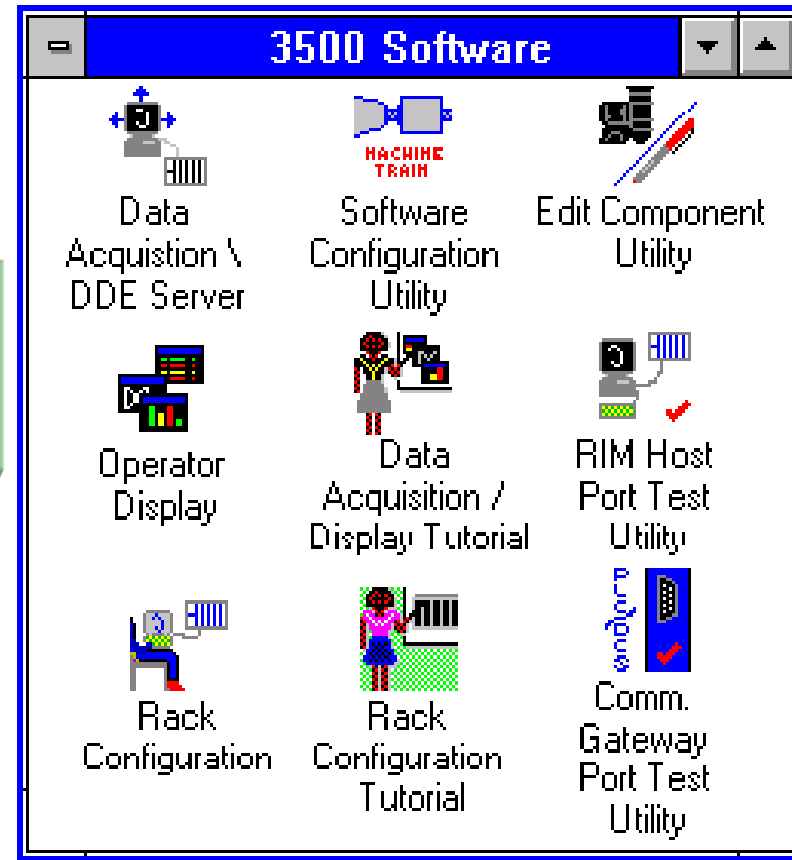 3500 Software
MACHINE
TRAIN
Data
Acquistion \
DDE Server
Software
Configuration
Utility
Edit Component
Utility
Operator
Display
Data
Acquisition /
Display Tutorial
RIM Host
Port Test
Utility
Rack
Configuration
Rack
Configuration
Tutorial
Comm.
Gateway
Port Test
Utility